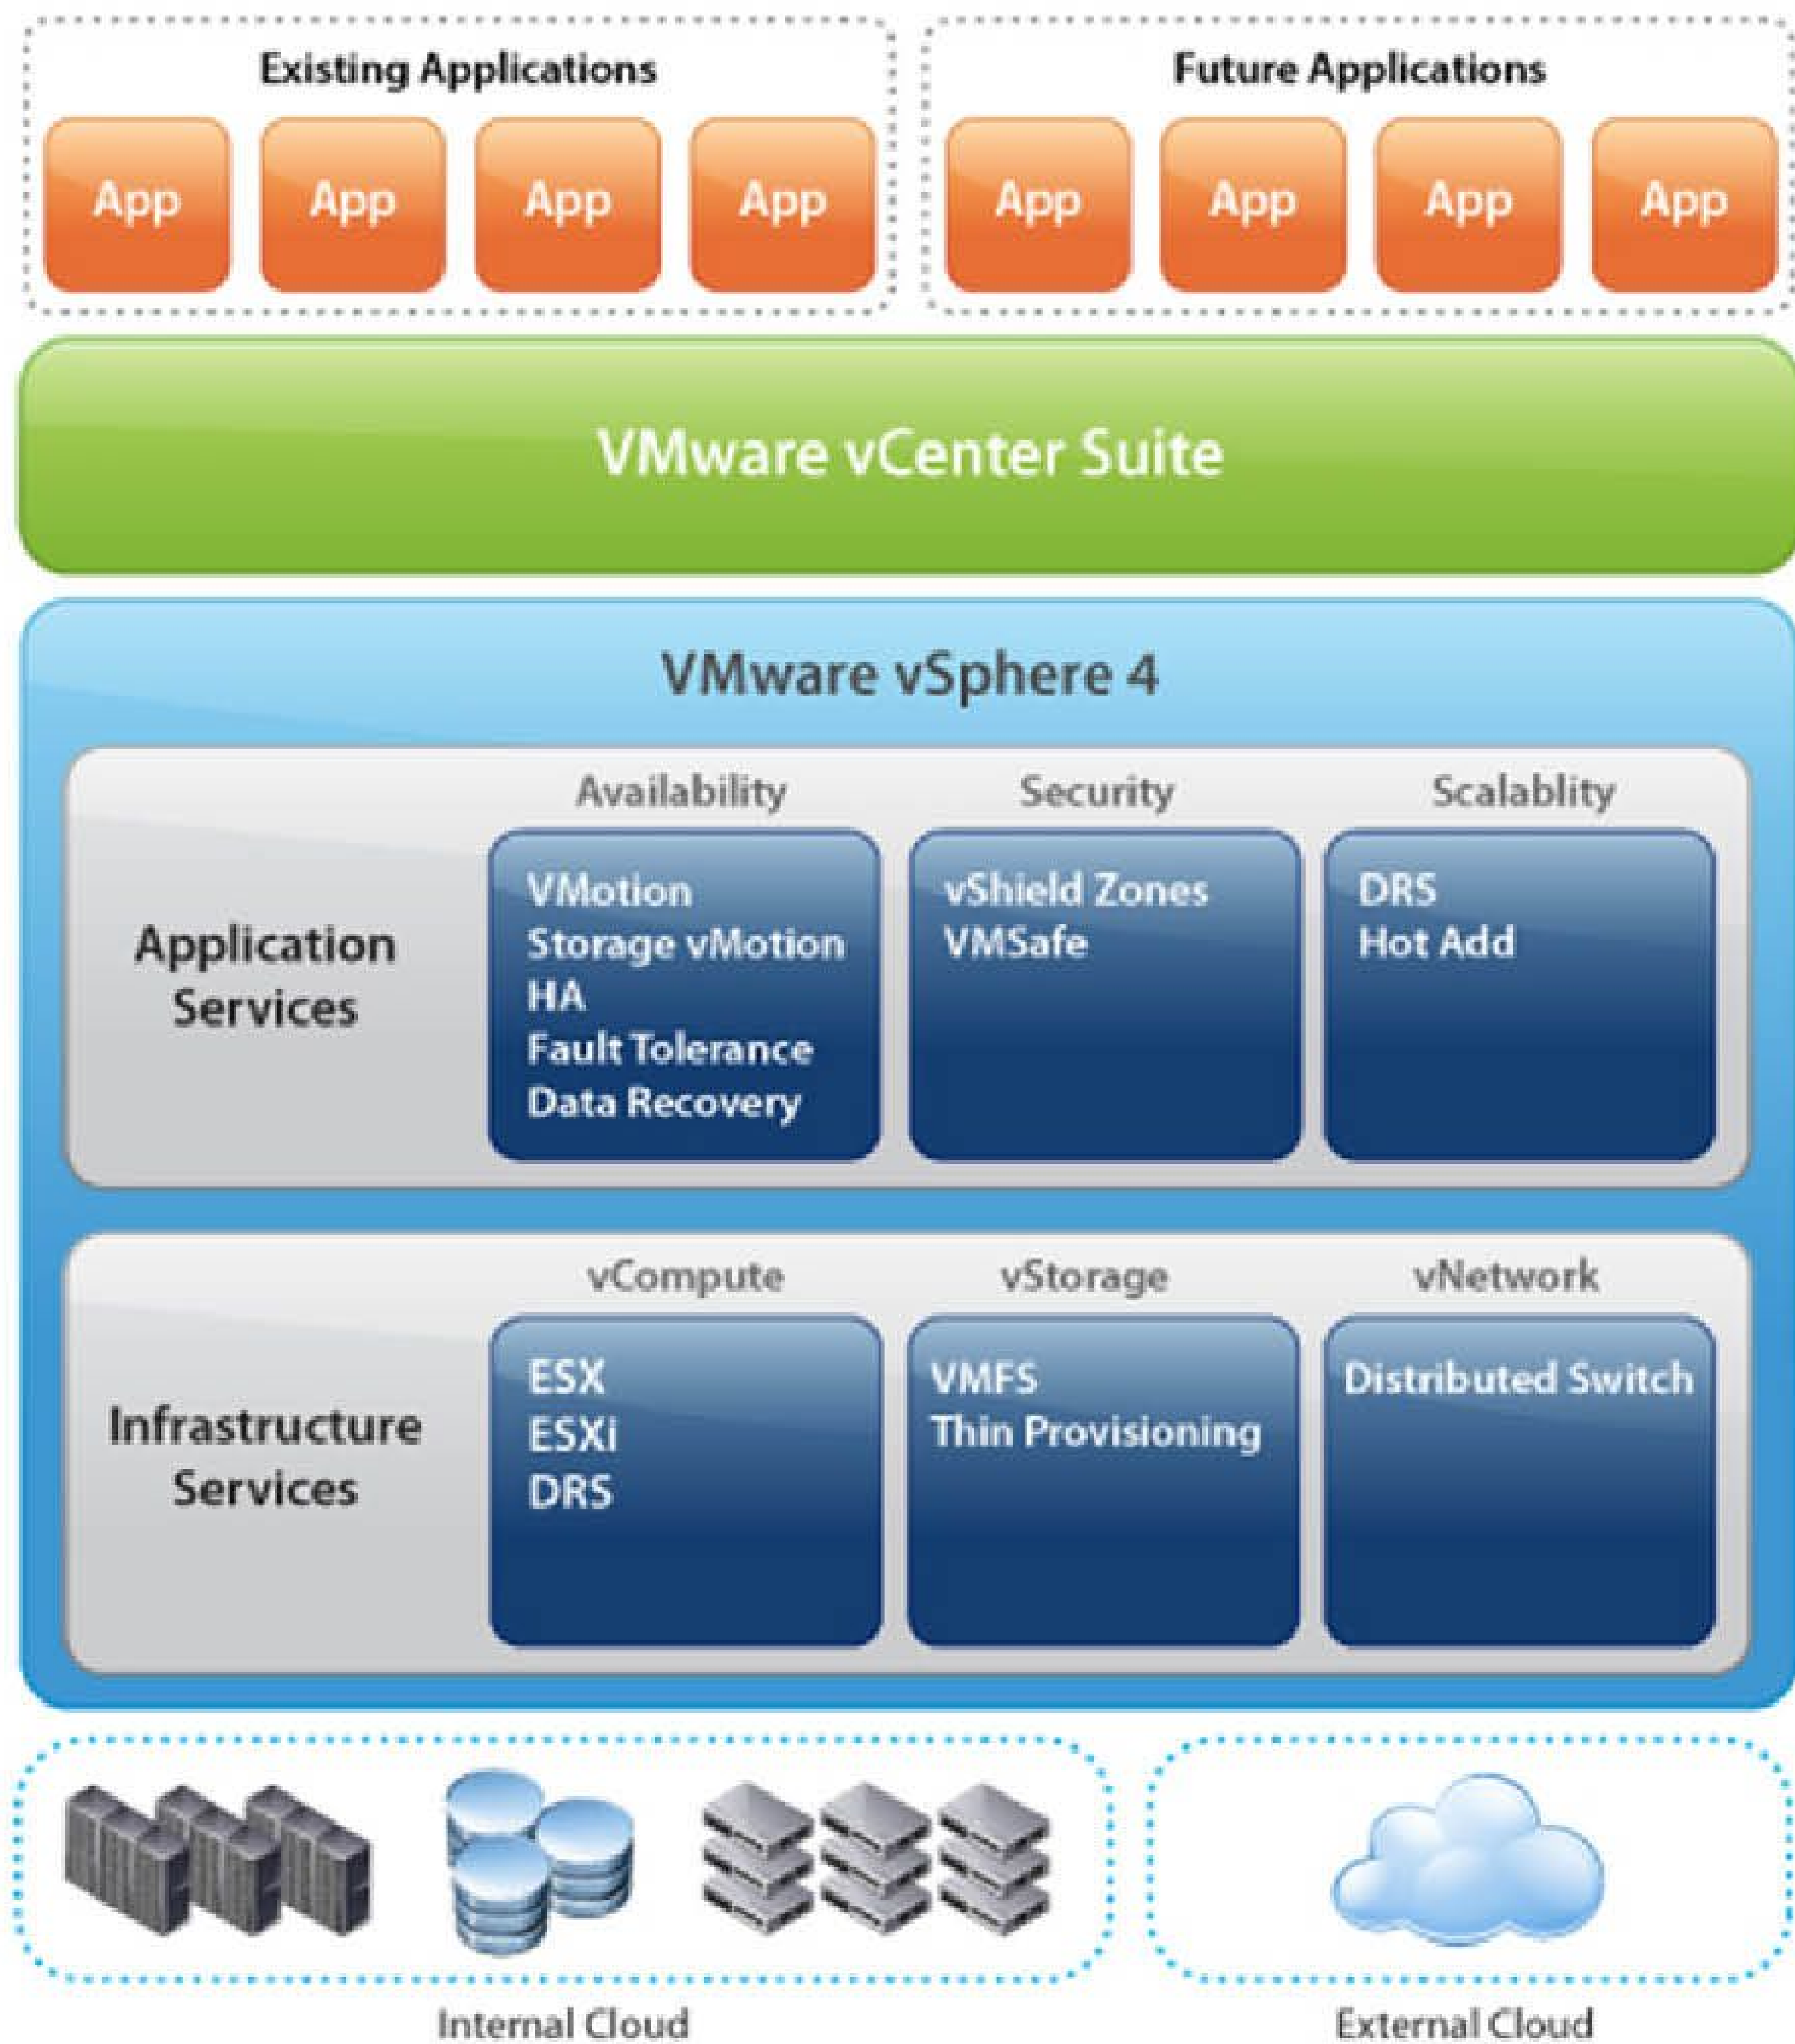 Existing Applications
Future Applications
App App App App
App App App App
VMware vCenter Suite
VMware vSphere 4
Application
Services
Availability
VMotion
Storage vMotion
HA
Fault Tolerance
Data Recovery
Security
vShield Zones
VMSafe
Scalablity
DRS
Hot Add
Infrastructure
Services
vCompute
ESX
ESXi
DRS
vStorage
VMFS
Thin Provisioning
vNetwork
Distributed Switch
Internal Cloud
External Cloud